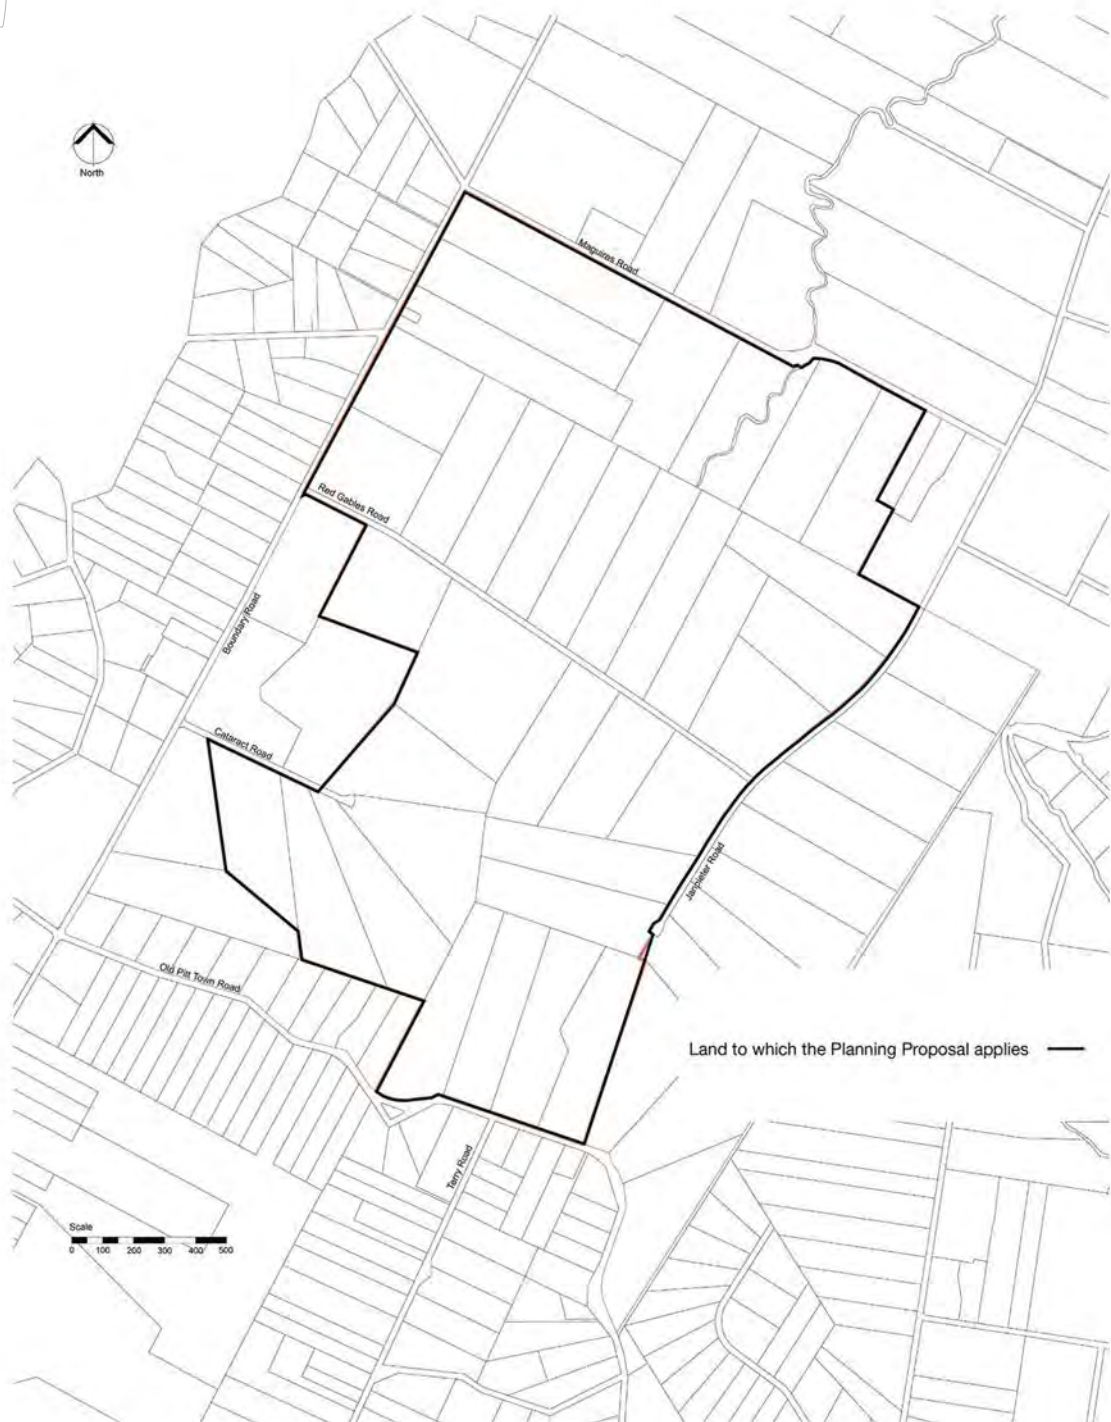 North
Maguires Road
Red Gables Road
Boundary Road
Cataract Road
Janpieter Road
Old Pitt Town Road
Land to which the Planning Proposal applies
Terry Road
Scale
0 100 200 300 400 500